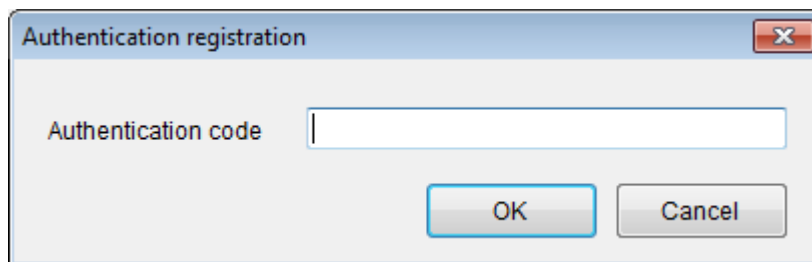 Authentication registration
Authentication code
OK Cancel